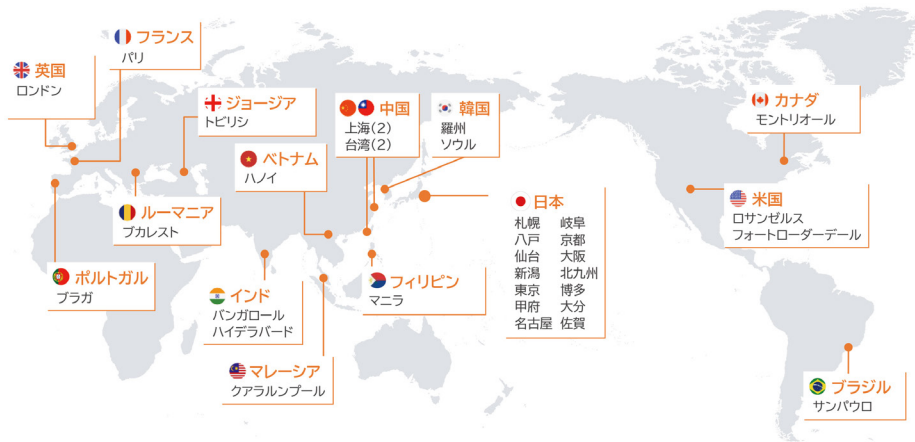 フランス
パリ
英国
ロンドン
ジョージア
トビリシ
中国
上海(2)
台湾(2)
韓国
羅州
ソウル
カナダ
モントリオール
ベトナム
ハノイ
ルーマニア
ブカレスト
日本
札幌 岐阜
八戸 京都
仙台 大阪
新潟 北九州
東京 博多
甲府 大分
名古屋 佐賀
米国
ロサンゼルス
フォートローダーデール
ポルトガル
ブラガ
インド
バンガロール
ハイデラバード
フィリピン
マニラ
マレーシア
クアラルンプール
ブラジル
サンパウロ